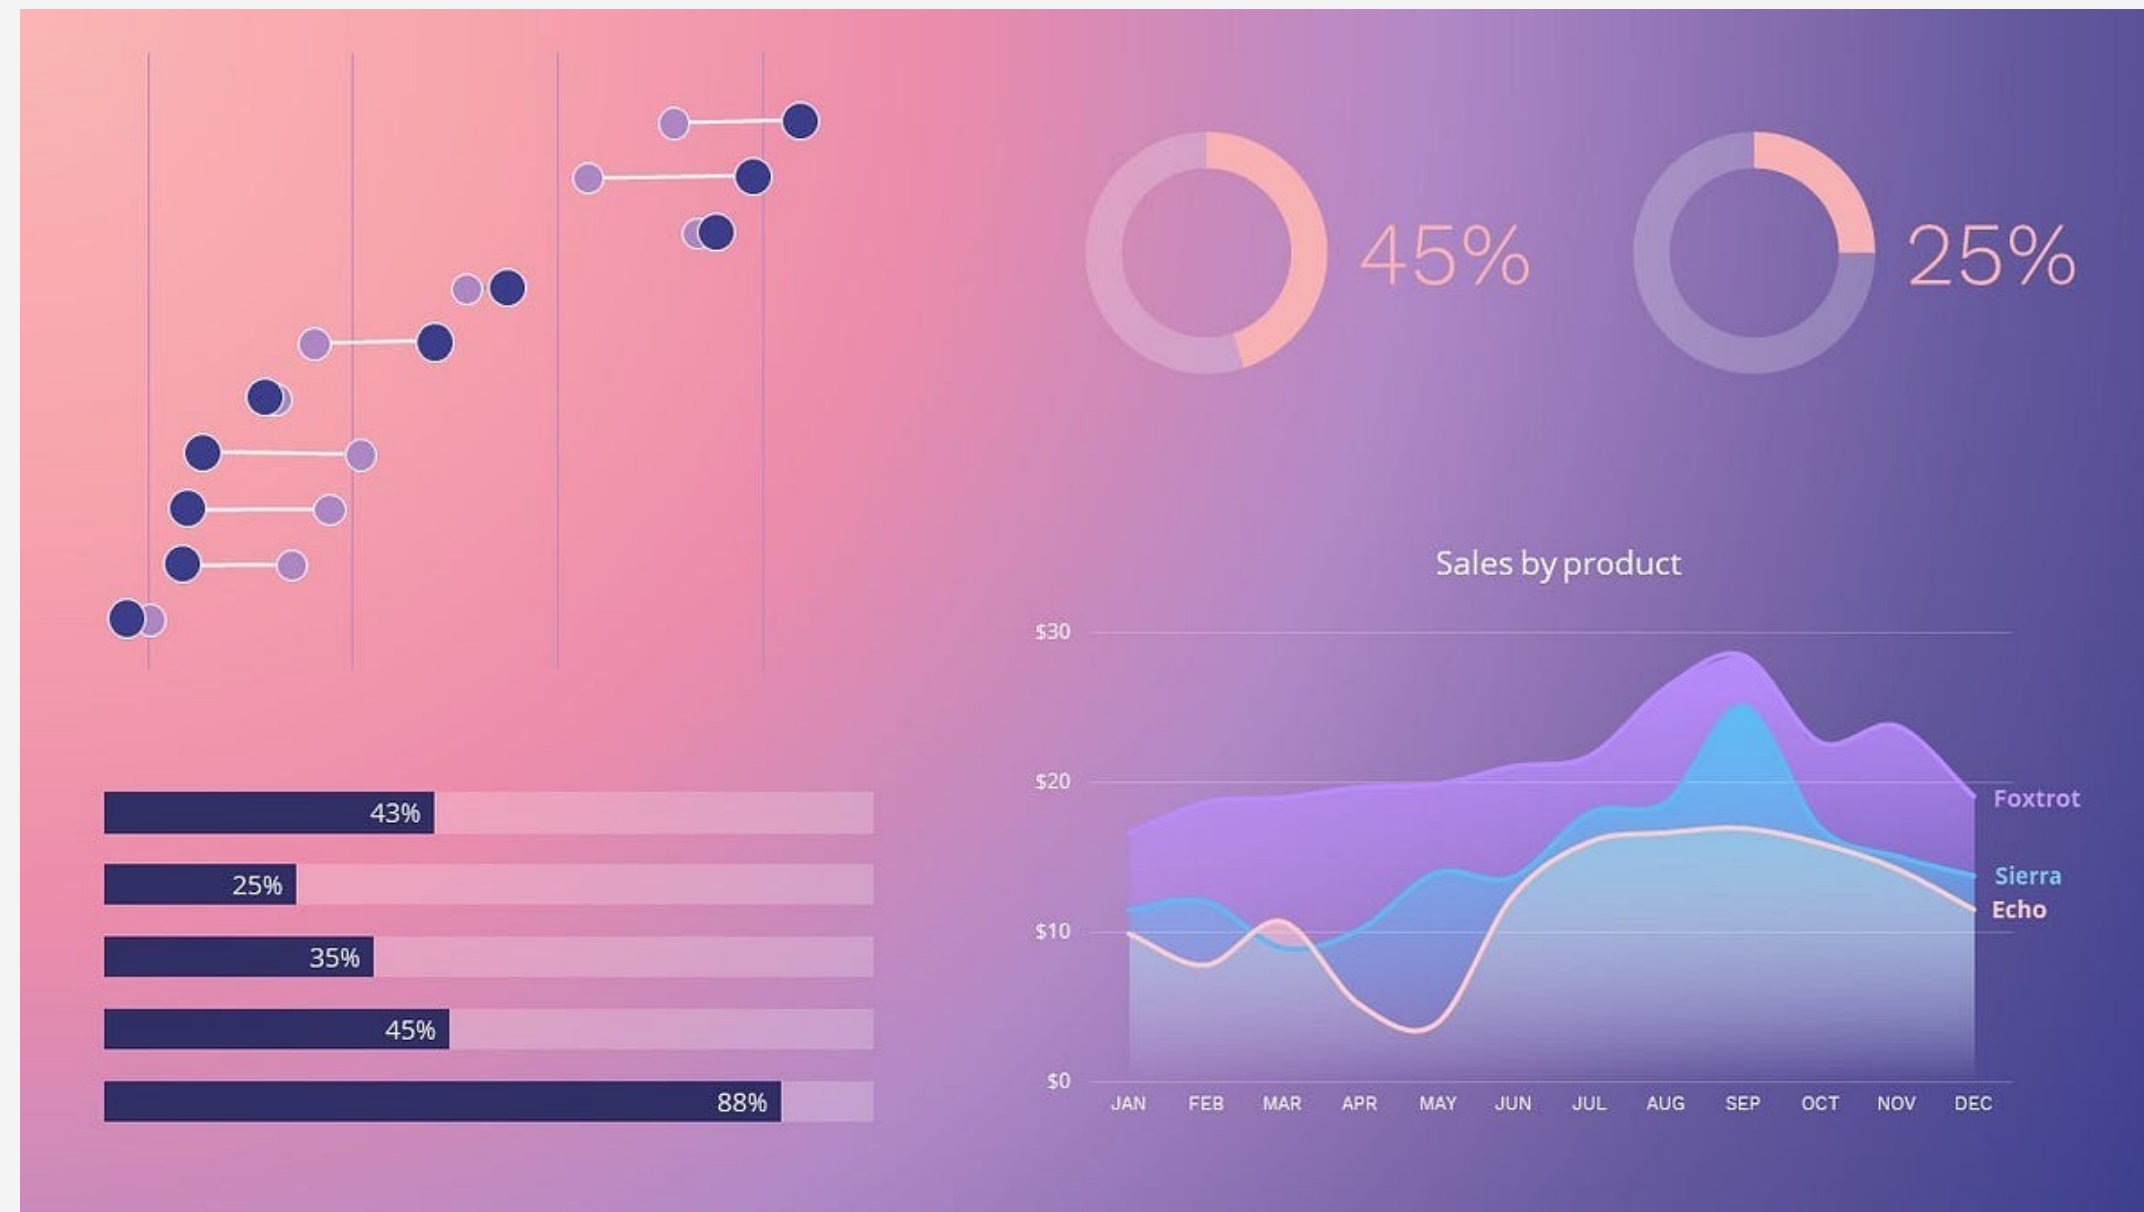 45%
25%
Sales by product
$30
$20
$10
$0
JAN FEB MAR APR MAY JUN JUL AUG SEP OCT NOV DEC
Foxtrot
Sierra
Echo
43%
25%
35%
45%
88%